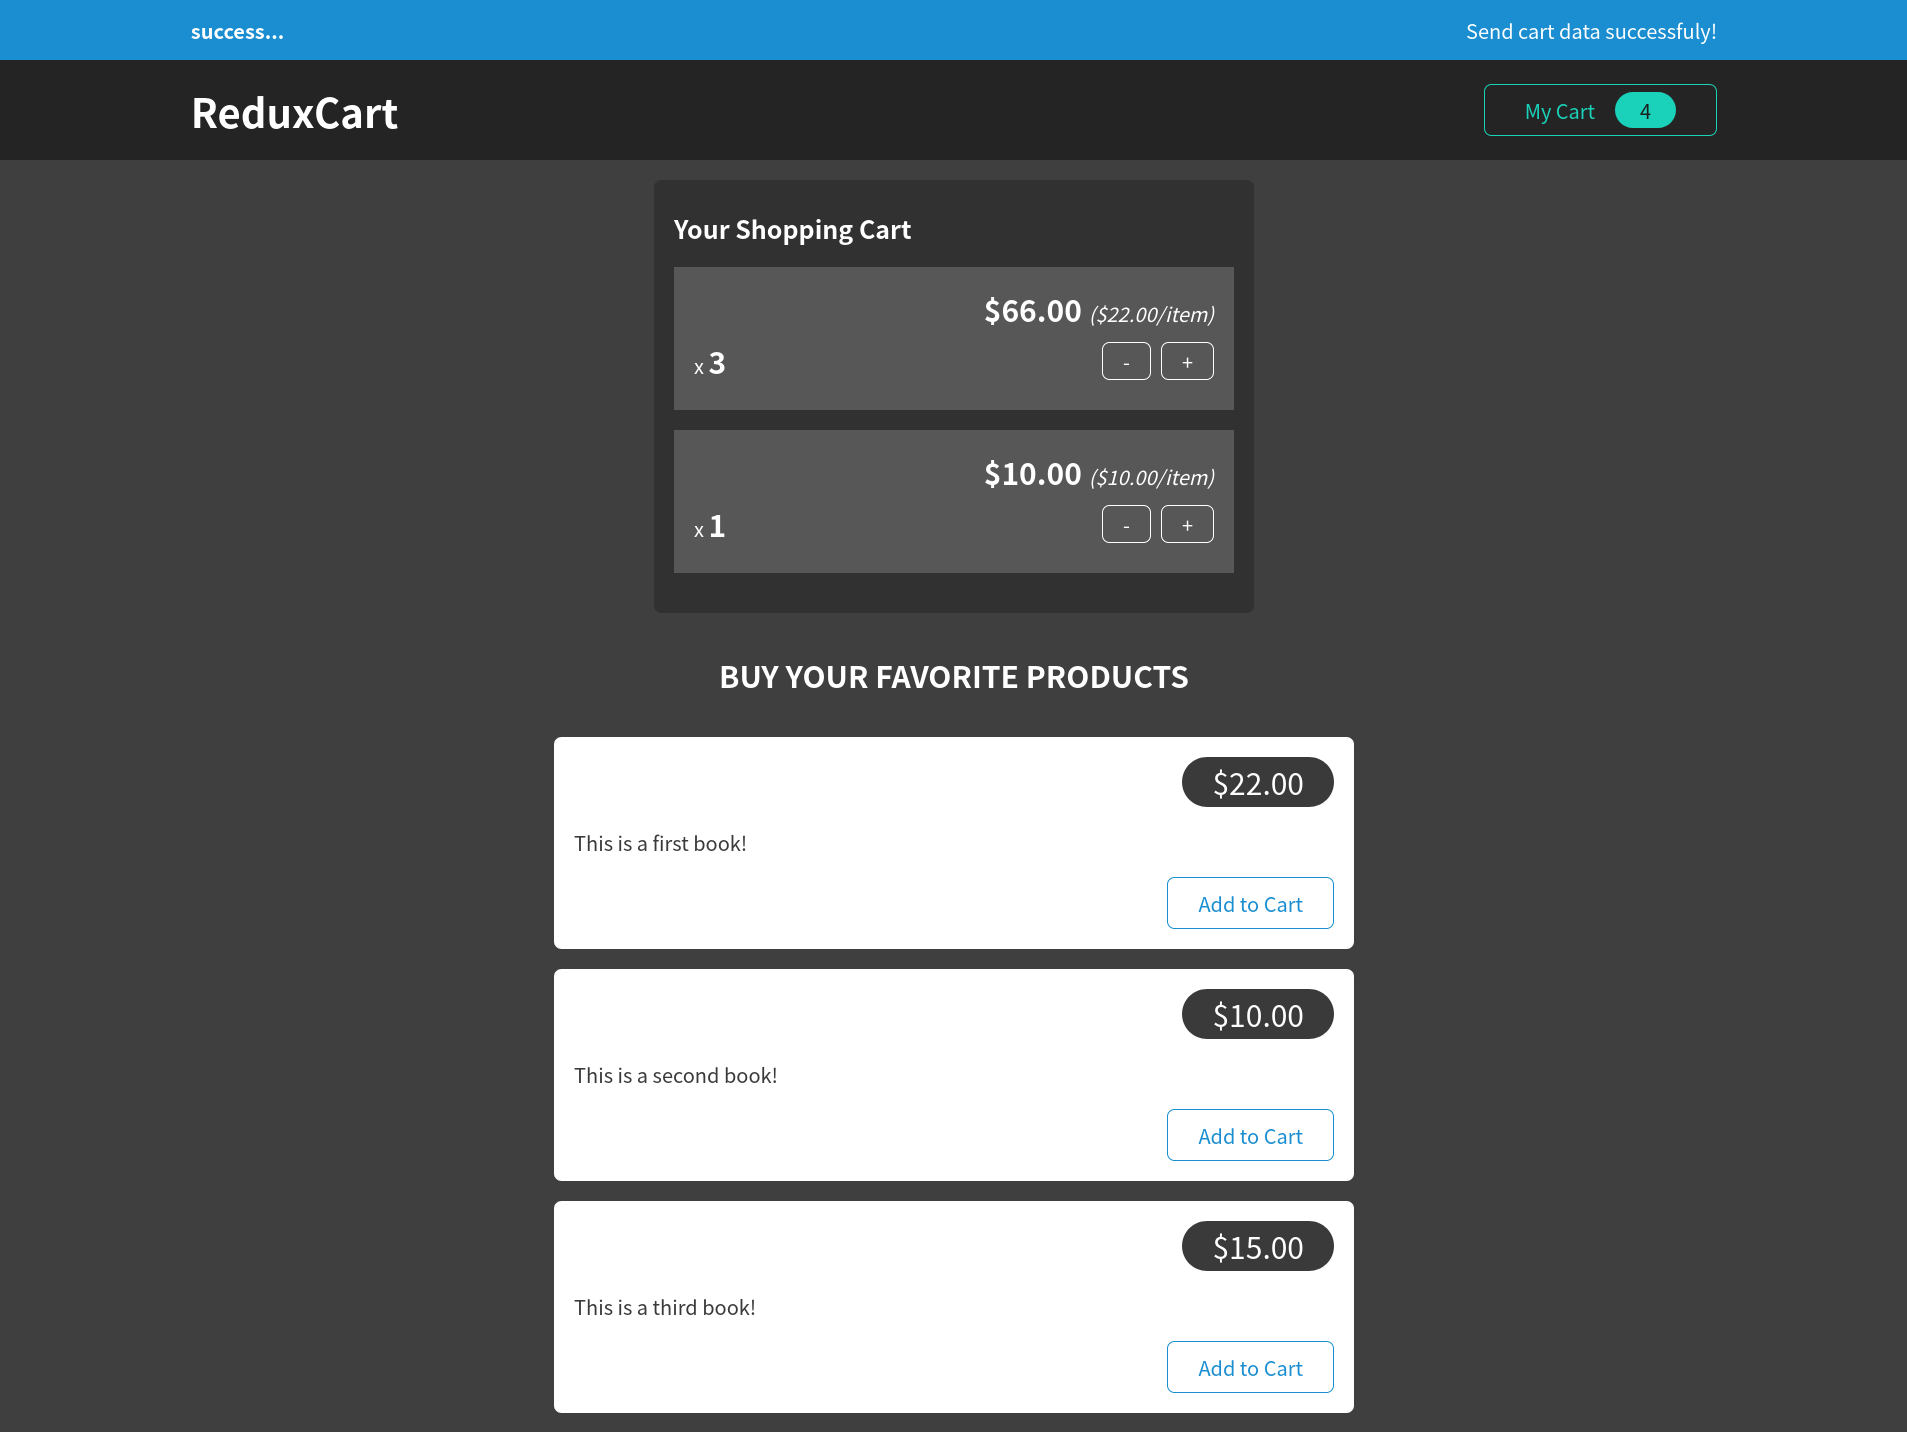 success... Send cart data successfuly!
ReduxCart My Cart 4
Your Shopping Cart
$66.00 ($22.00/item)
x 3 - +
$10.00 ($10.00/item)
x 1 - +
BUY YOUR FAVORITE PRODUCTS
$22.00
This is a first book!
Add to Cart
$10.00
This is a second book!
Add to Cart
$15.00
This is a third book!
Add to Cart